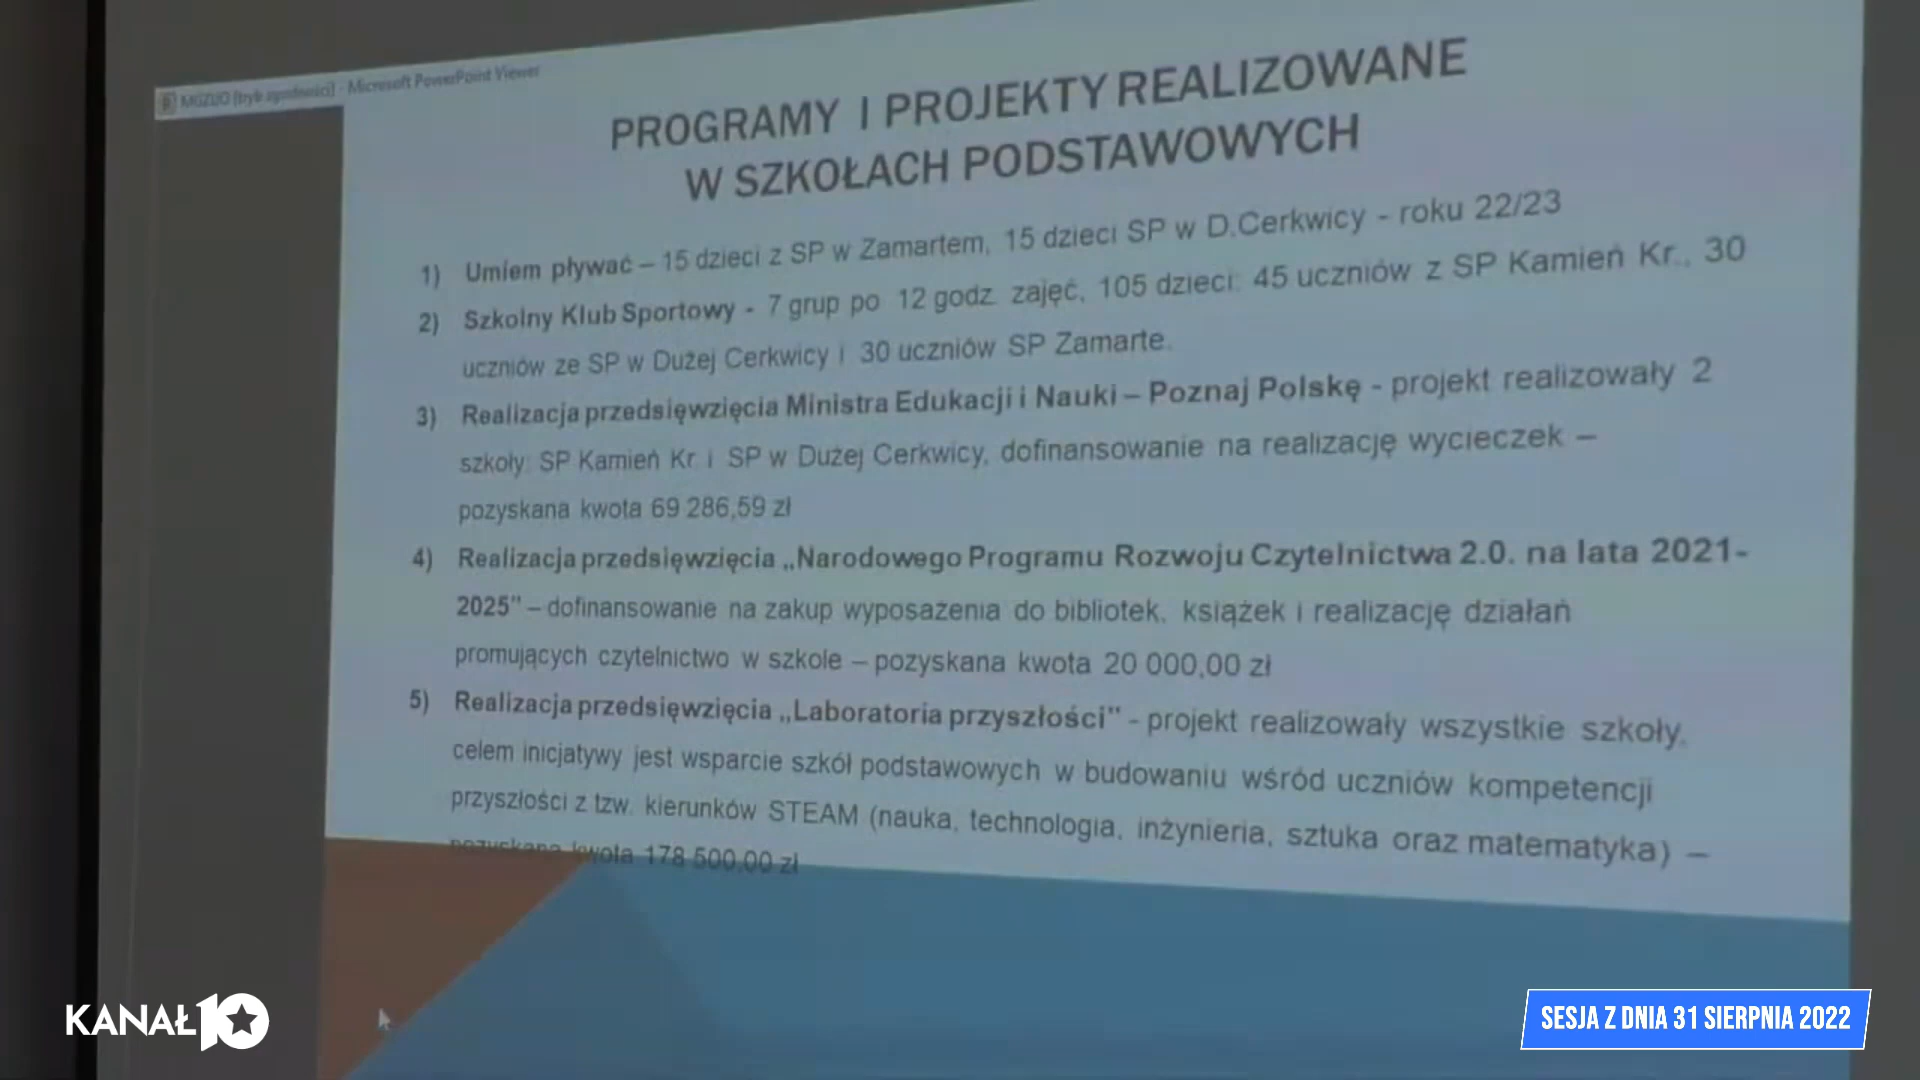 MGZUO [tryb zgodności] - Microsoft PowerPoint Viewer
PROGRAMY I PROJEKTY REALIZOWANE
W SZKOŁACH PODSTAWOWYCH
1) Umiem pływać – 15 dzieci z SP w Zamartem, 15 dzieci SP w D.Cerkwicy - roku 22/23
2) Szkolny Klub Sportowy - 7 grup po 12 godz. zajęć, 105 dzieci: 45 uczniów z SP Kamień Kr., 30
uczniów ze SP w Dużej Cerkwicy i 30 uczniów SP Zamarte.
3) Realizacja przedsięwzięcia Ministra Edukacji i Nauki – Poznaj Polskę - projekt realizowały 2
szkoły: SP Kamień Kr i SP w Dużej Cerkwicy, dofinansowanie na realizację wycieczek –
pozyskana kwota 69 286,59 zł
4) Realizacja przedsięwzięcia „Narodowego Programu Rozwoju Czytelnictwa 2.0. na lata 2021-
2025” – dofinansowanie na zakup wyposażenia do bibliotek, książek i realizację działań
promujących czytelnictwo w szkole – pozyskana kwota 20 000,00 zł
5) Realizacja przedsięwzięcia „Laboratoria przyszłości” - projekt realizowały wszystkie szkoły,
celem inicjatywy jest wsparcie szkół podstawowych w budowaniu wśród uczniów kompetencji
przyszłości z tzw. kierunków STEAM (nauka, technologia, inżynieria, sztuka oraz matematyka) –
pozyskana kwota 178 500,00 zł
KANAŁ 10
SESJA Z DNIA 31 SIERPNIA 2022